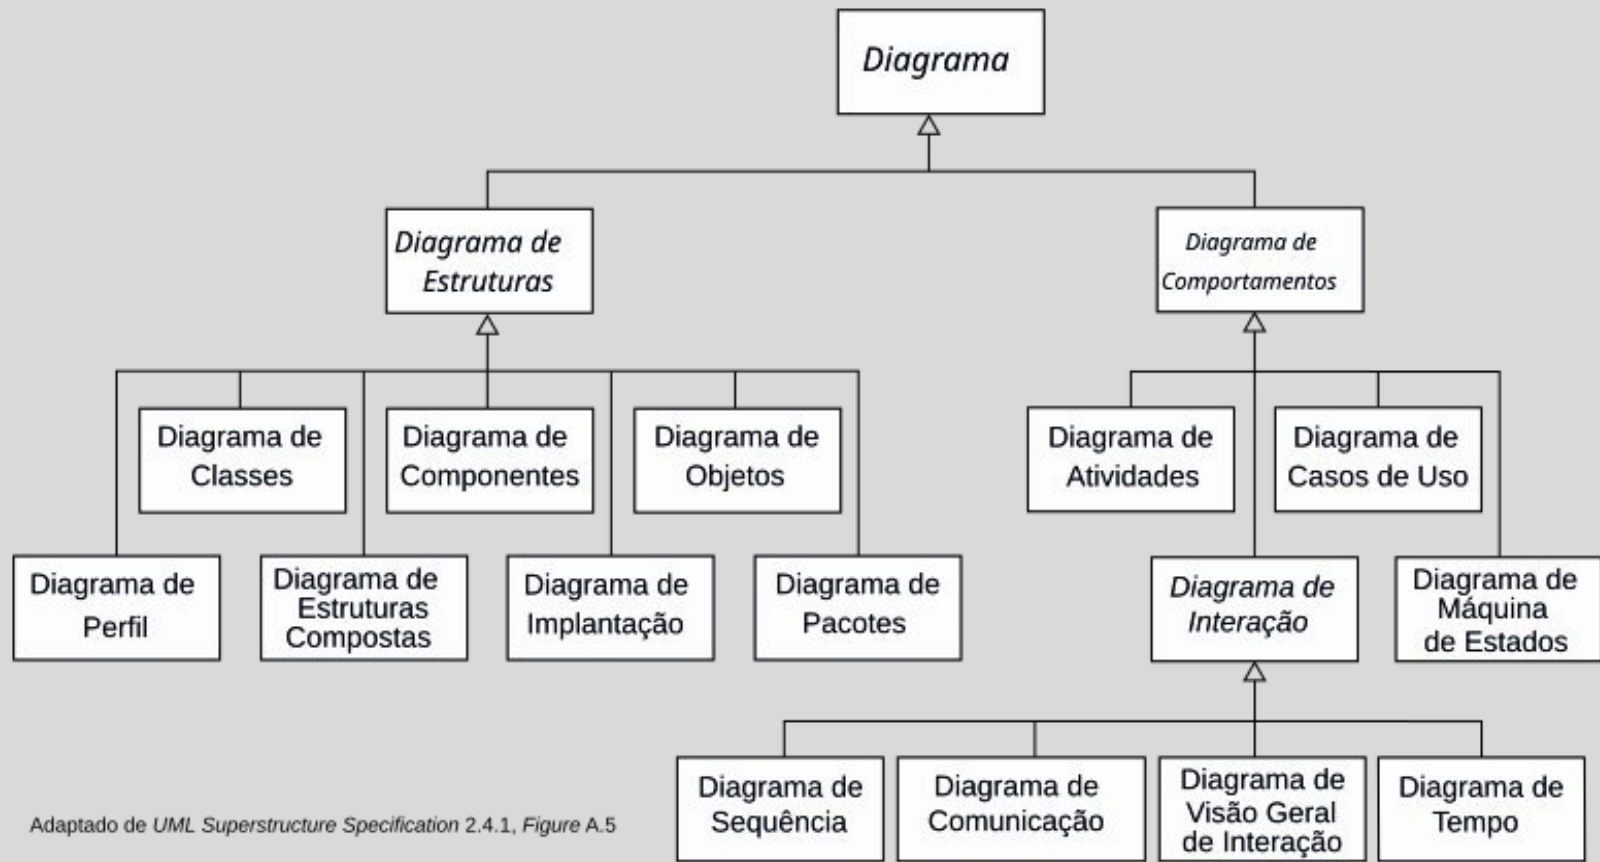 Diagrama
Diagrama de
Estruturas
Diagrama de
Comportamentos
Diagrama de
Classes
Diagrama de
Componentes
Diagrama de
Objetos
Diagrama de
Atividades
Diagrama de
Casos de Uso
Diagrama de
Perfil
Diagrama de
Estruturas
Compostas
Diagrama de
Implantação
Diagrama de
Pacotes
Diagrama de
Interação
Diagrama de
Máquina
de Estados
Diagrama de
Sequência
Diagrama de
Comunicação
Diagrama de
Visão Geral
de Interação
Diagrama de
Tempo
Adaptado de UML Superstructure Specification 2.4.1, Figure A.5